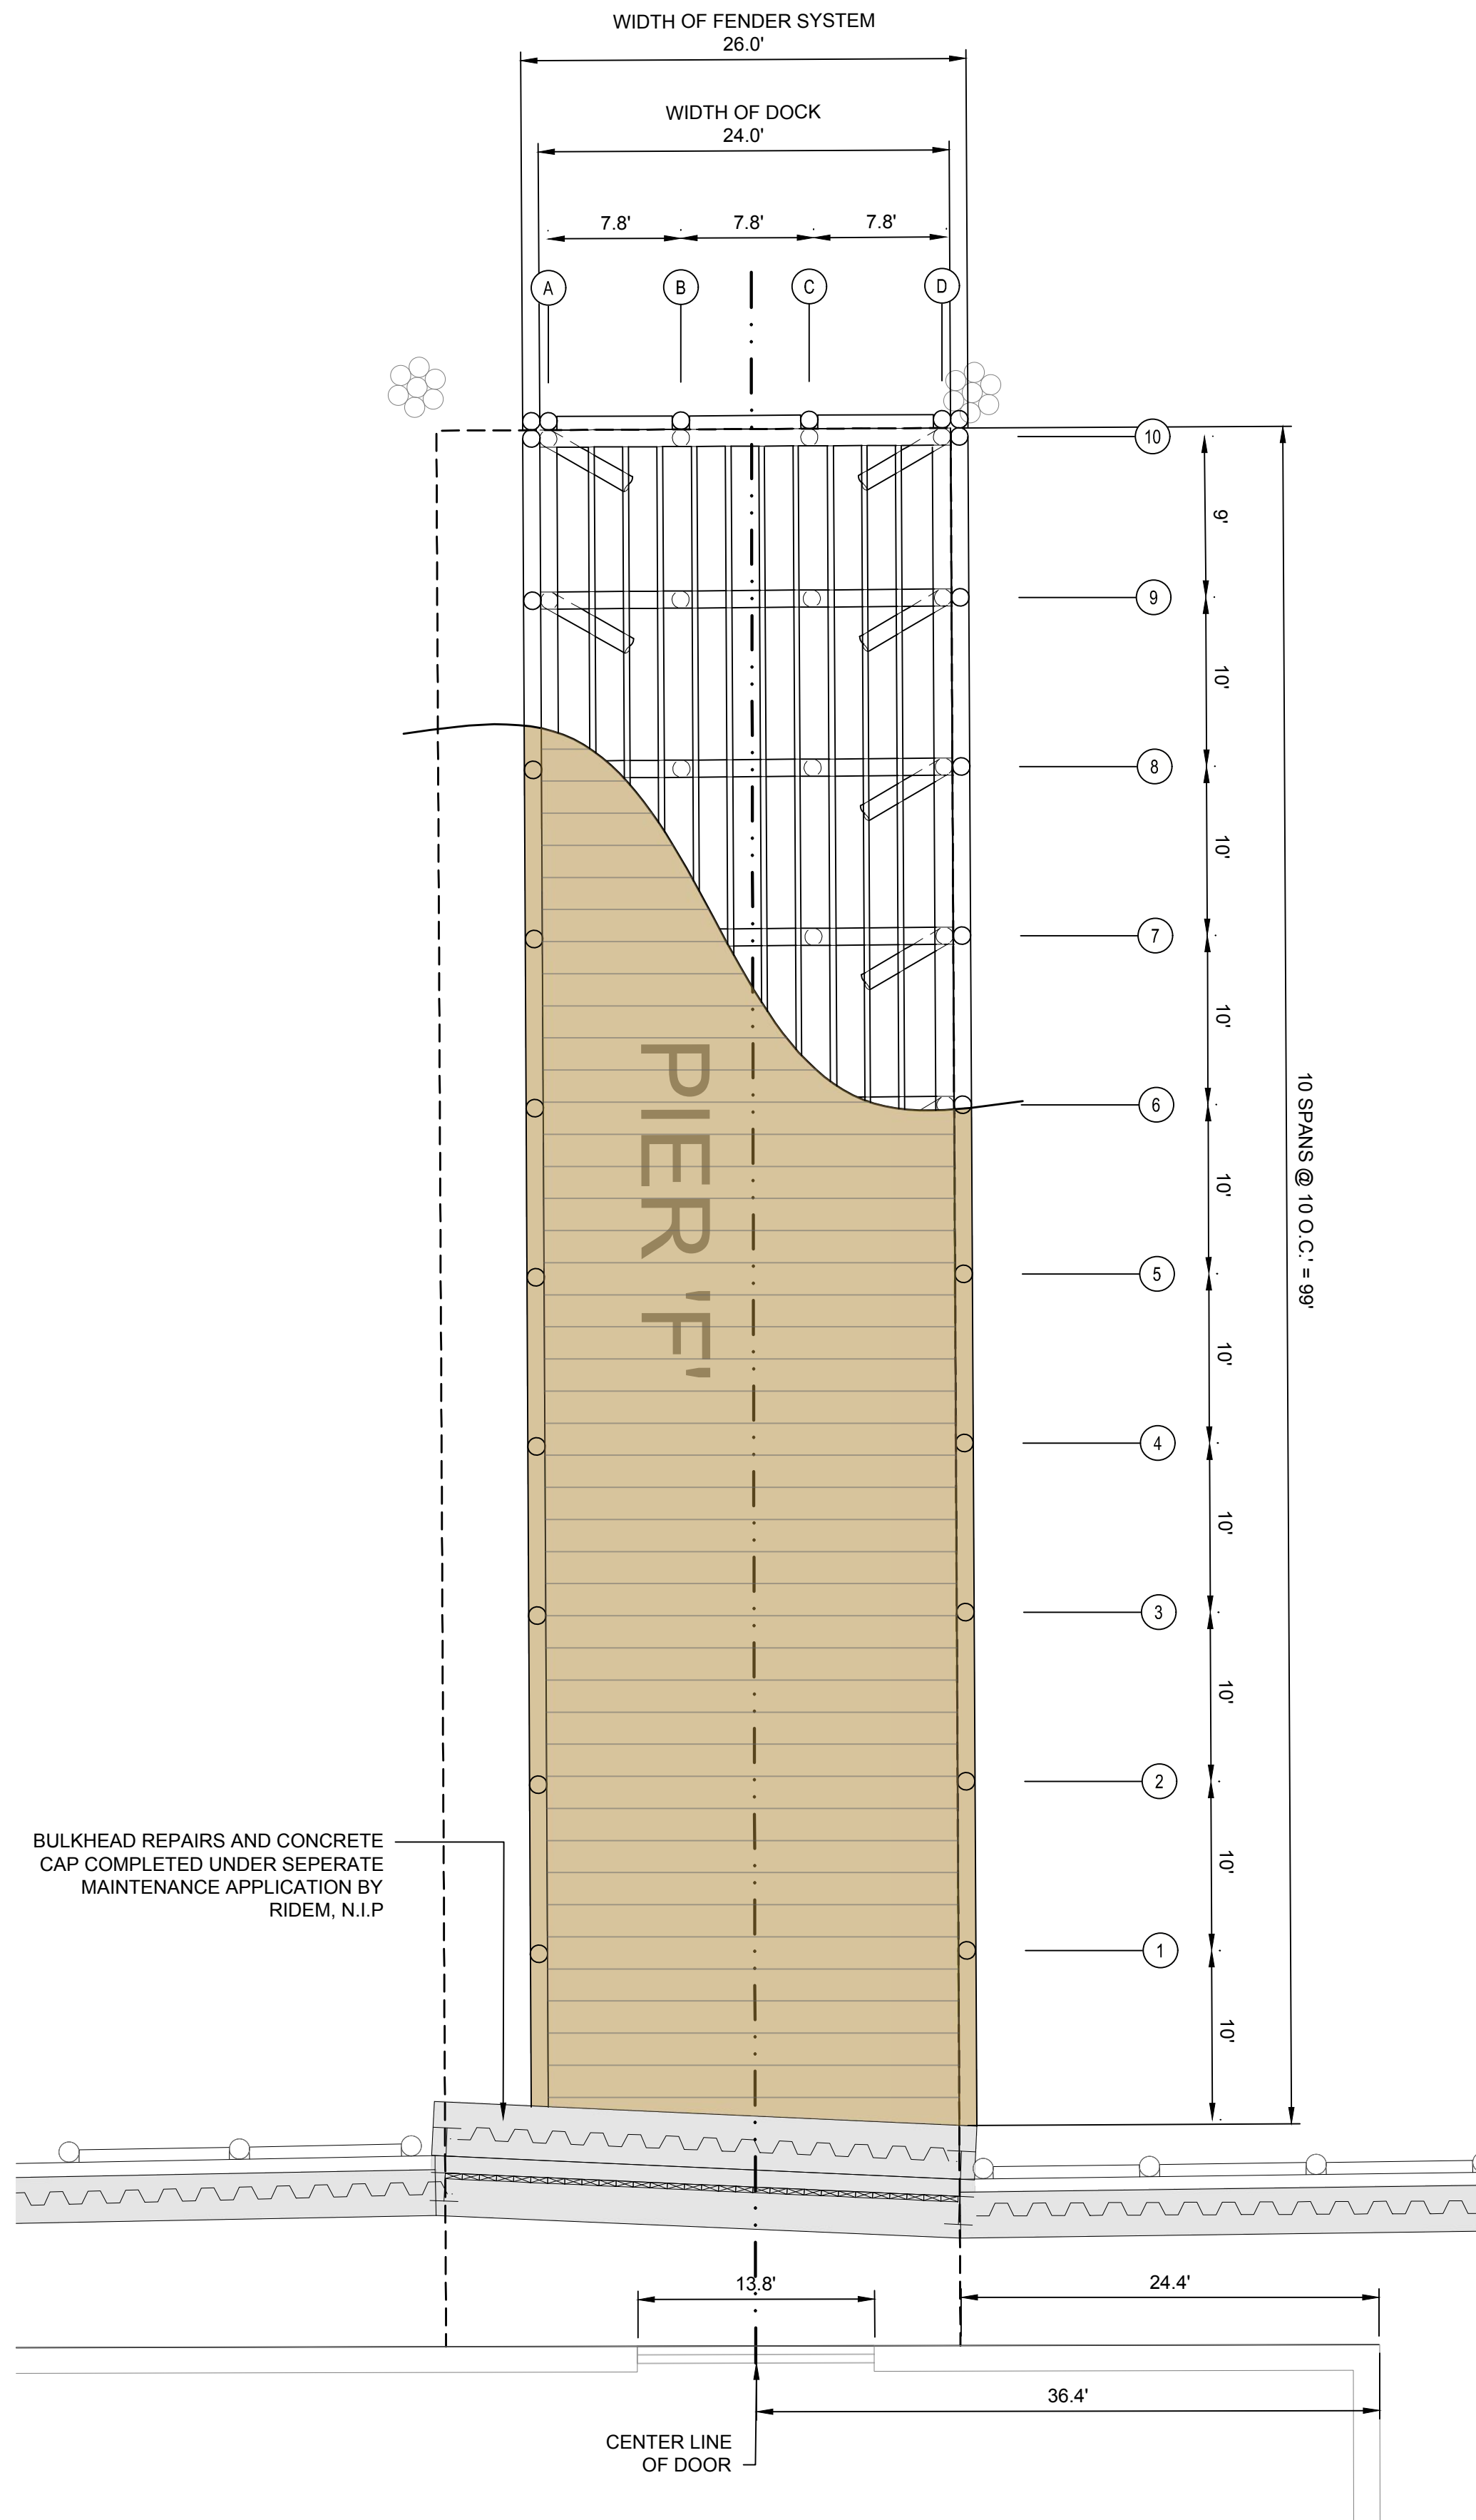 WIDTH OF FENDER SYSTEM
26.0'
WIDTH OF DOCK
24.0'
7.8'
7.8'
7.8'
A
B
C
D
10
9'
9
10'
8
10'
7
10'
6
10'
5
10'
4
10'
3
10'
2
10'
1
10'
10 SPANS @ 10 O.C.' = 99'
PIER 'F'
BULKHEAD REPAIRS AND CONCRETE
CAP COMPLETED UNDER SEPERATE
MAINTENANCE APPLICATION BY
RIDEM, N.I.P
13.8'
24.4'
36.4'
CENTER LINE
OF DOOR